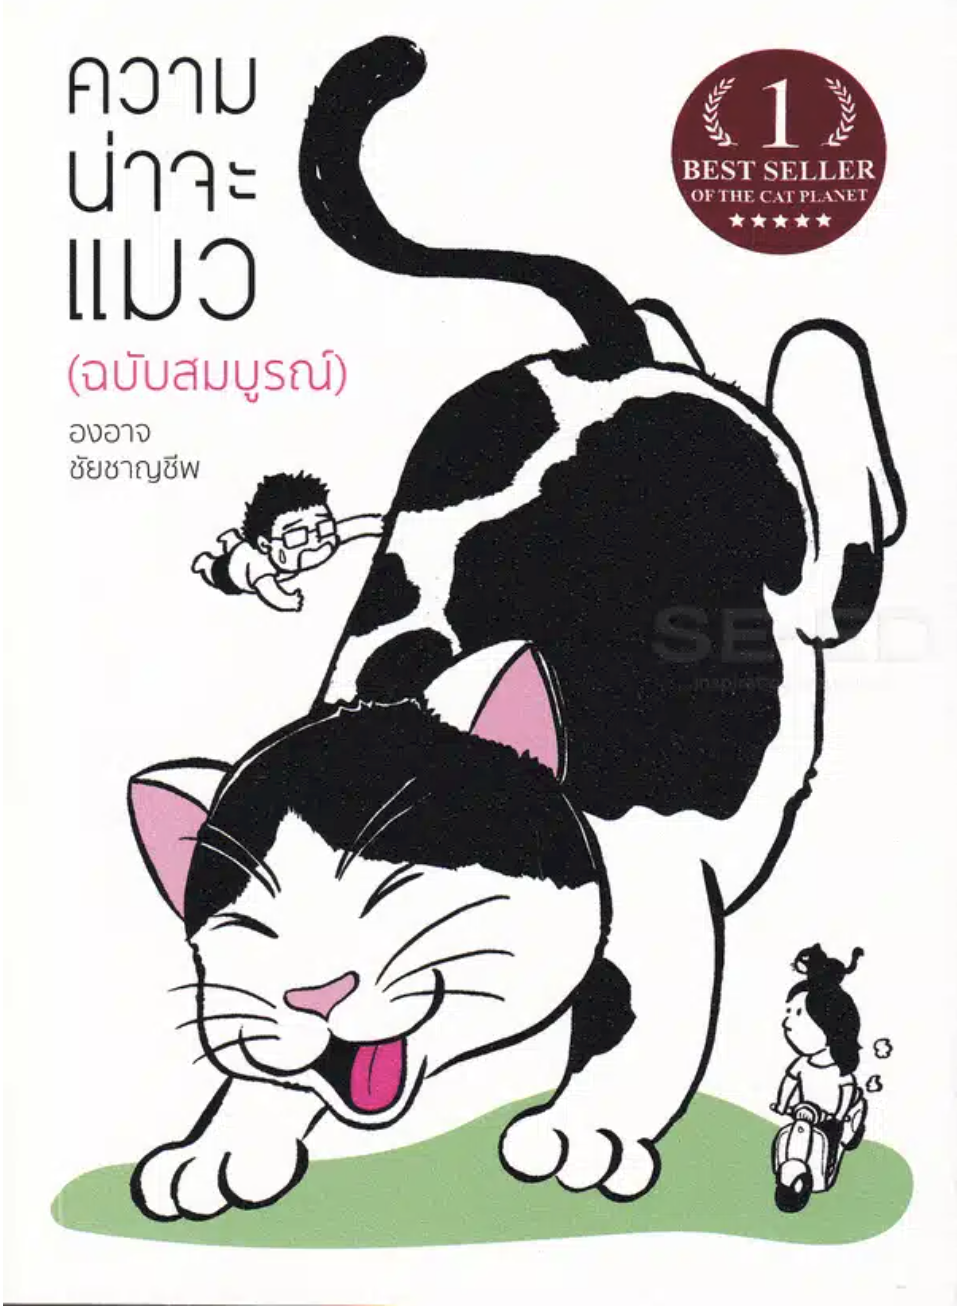 ความ
น่าจะ
แมว
(ฉบับสมบูรณ์)
องอาจ
ชัยชาญชีพ
1
BEST SELLER
OF THE CAT PLANET
SE-ED